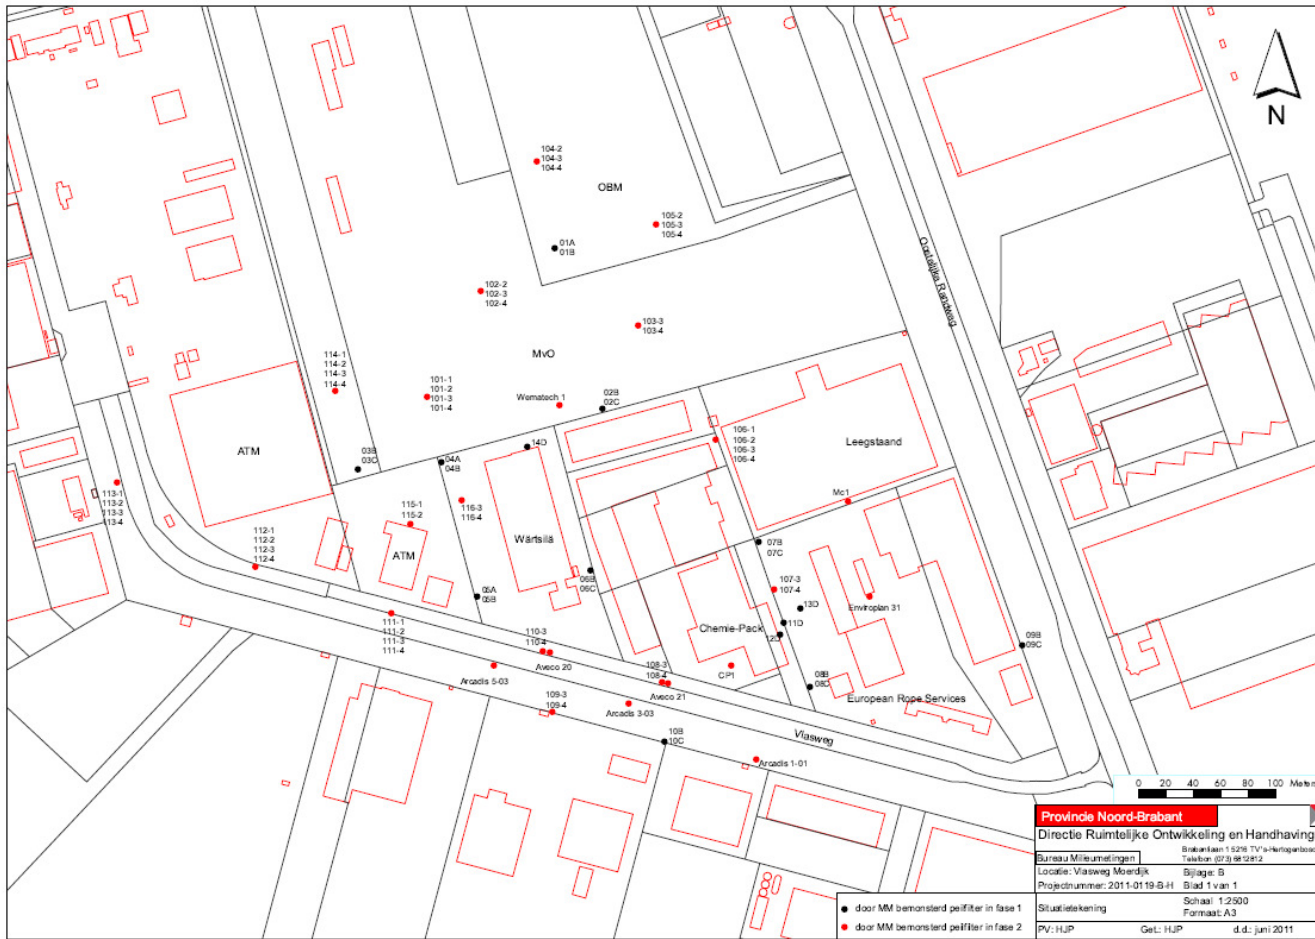 N
104-2
104-3
104-4
OBM
105-2
105-3
105-4
01A
01B
Oostelijke Randweg
102-2
102-3
102-4
103-3
103-4
MvO
114-1
114-2
114-3
114-4
101-1
101-2
101-3
101-4
Wematech 1
02B
02C
106-1
106-2
106-3
106-4
Leegstaand
14D
ATM
03B
03C
04A
04B
113-1
113-2
113-3
113-4
115-1
115-2
116-3
116-4
Mc1
112-1
112-2
112-3
112-4
Wärtsilä
ATM
07B
07C
06B
06C
107-3
107-4
05A
05B
Enviroplan 31
13D
11D
12D
Chemie-Pack
111-1
111-2
111-3
111-4
110-3
110-4
Aveco 20
09B
09C
108-3
108-4
Aveco 21
CP1
08B
08C
European Rope Services
Arcadis 5-03
109-3
109-4
Arcadis 3-03
Vlasweg
10B
10C
Arcadis 1-01
0 20 40 60 80 100 Meters
Provincie Noord-Brabant
Directie Ruimtelijke Ontwikkeling en Handhaving
Brabantlaan 1 5216 TV 's-Hertogenbosch
Bureau Milieumetingen
Telefoon (073) 6812812
Locatie: Vlasweg Moerdijk
Bijlage: B
Projectnummer: 2011-0119-B-H
Blad 1 van 1
Situatietekening
Schaal 1:2500
Formaat: A3
PV: HJP
Get.: HJP
d.d.: juni 2011
door MM bemonsterd peilfilter in fase 1
door MM bemonsterd peilfilter in fase 2